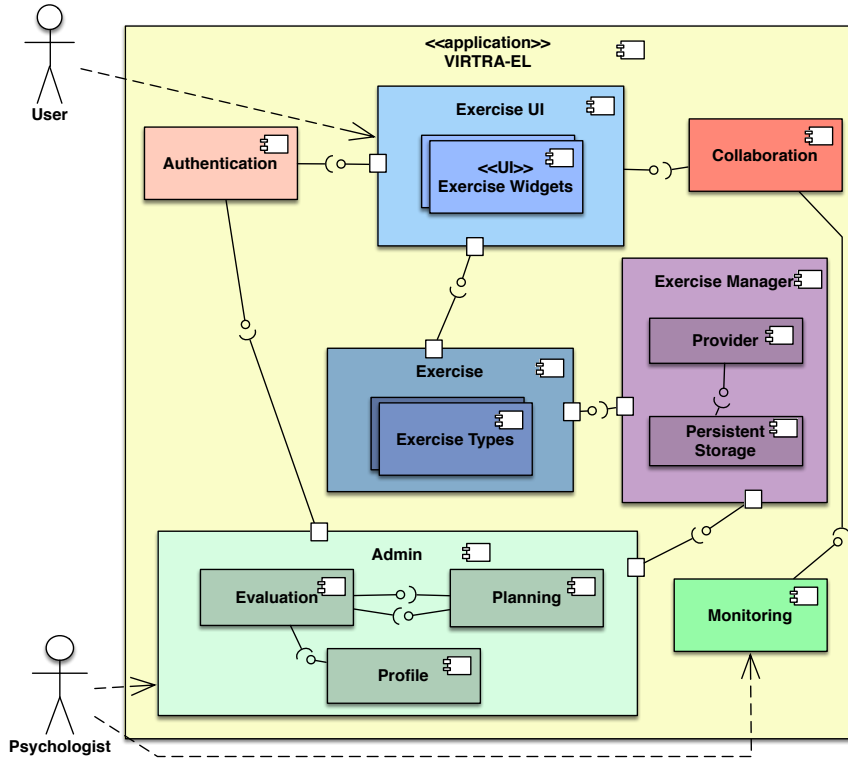 <<application>>
VIRTRA-EL
User
Exercise UI
Authentication
<<UI>>
Exercise Widgets
Collaboration
Exercise Manager
Provider
Exercise
Exercise Types
Persistent
Storage
Admin
Evaluation
Planning
Monitoring
Profile
Psychologist